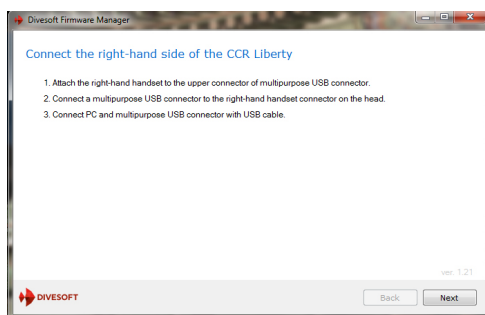 Divesoft Firmware Manager
Connect the right-hand side of the CCR Liberty
1. Attach the right-hand handset to the upper connector of multipurpose USB connector.
2. Connect a multipurpose USB connector to the right-hand handset connector on the head.
3. Connect PC and multipurpose USB connector with USB cable.
ver. 1.21
DIVESOFT
Back
Next